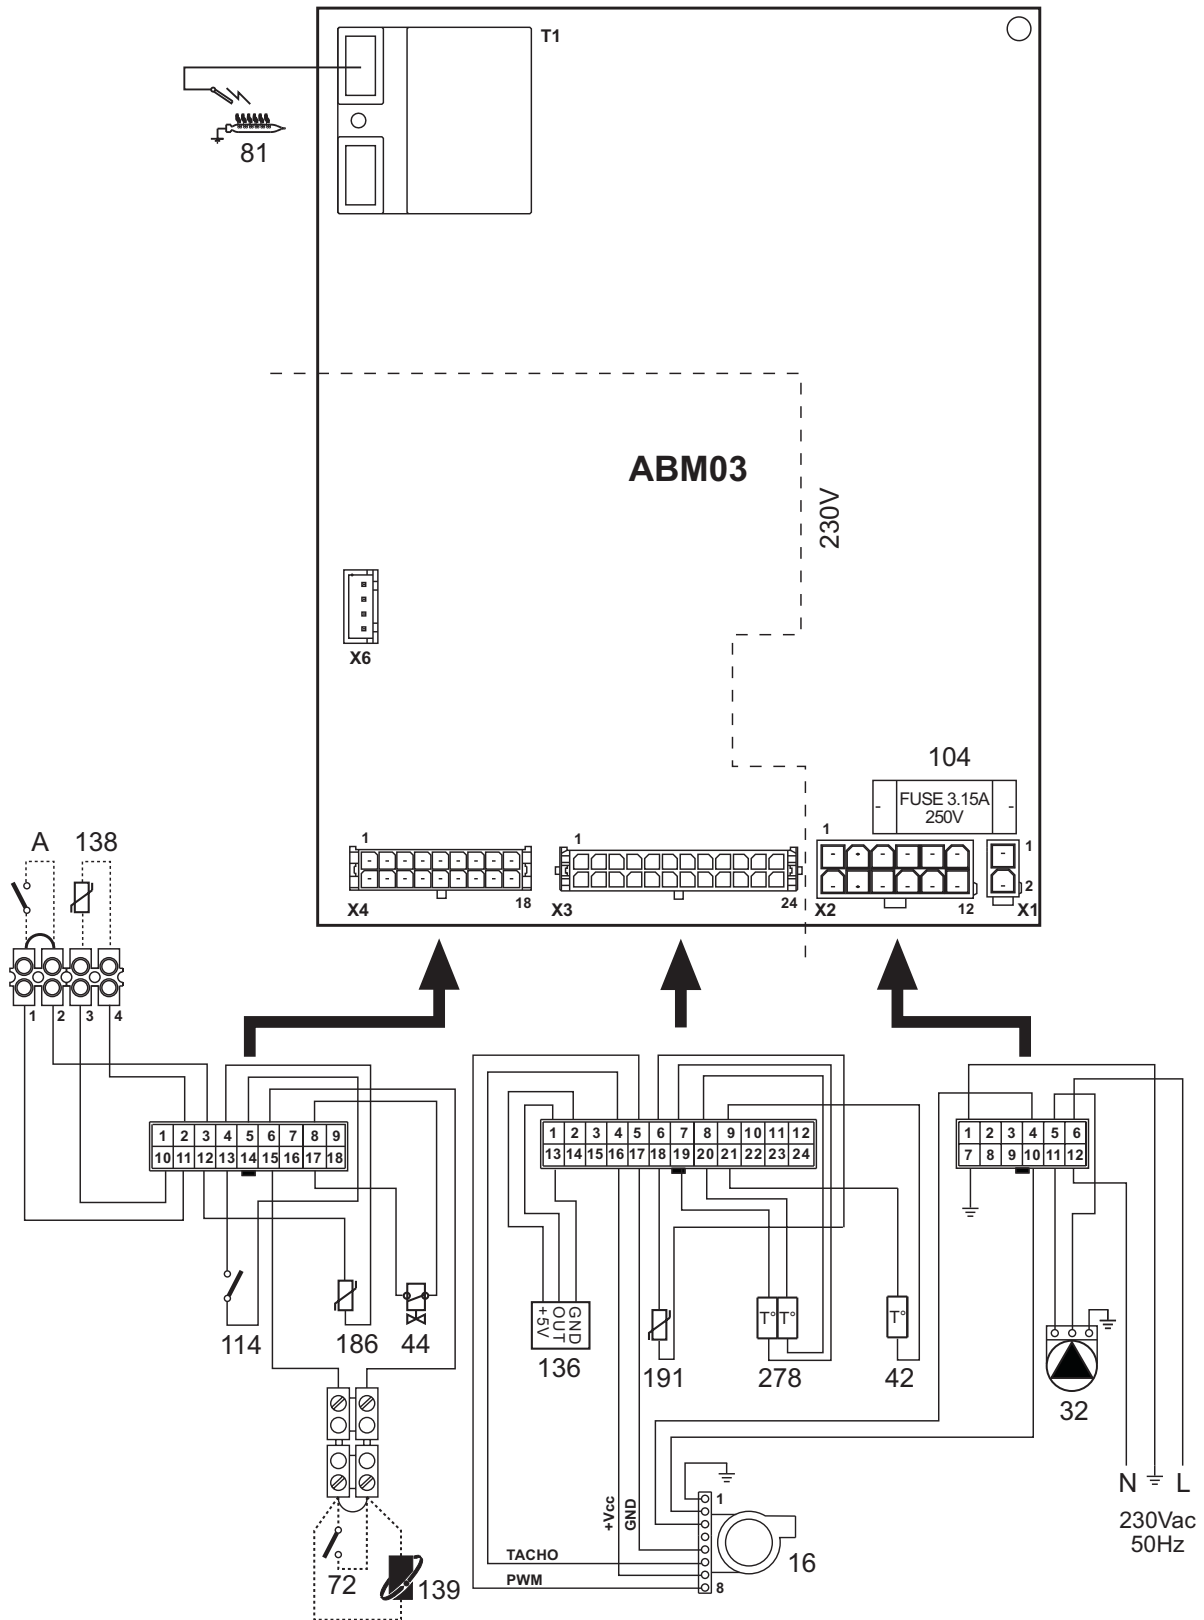 T1
81
ABM03
230V
X6
104
FUSE 3.15A
250V
A 138
1 1 1 1
2
X4 18 X3 24 X2 12 X1
1 2 3 4
1 2 3 4 5 6 7 8 9
10 11 12 13 14 15 16 17 18
1 2 3 4 5 6 7 8 9 10 11 12
13 14 15 16 17 18 19 20 21 22 23 24
1 2 3 4 5 6
7 8 9 10 11 12
114 186 44
+5V
OUT
GND
136 191 278 42
T° T° T°
32
N L
230Vac
50Hz
+Vcc
GND
TACHO
PWM
1
8
16
72 139